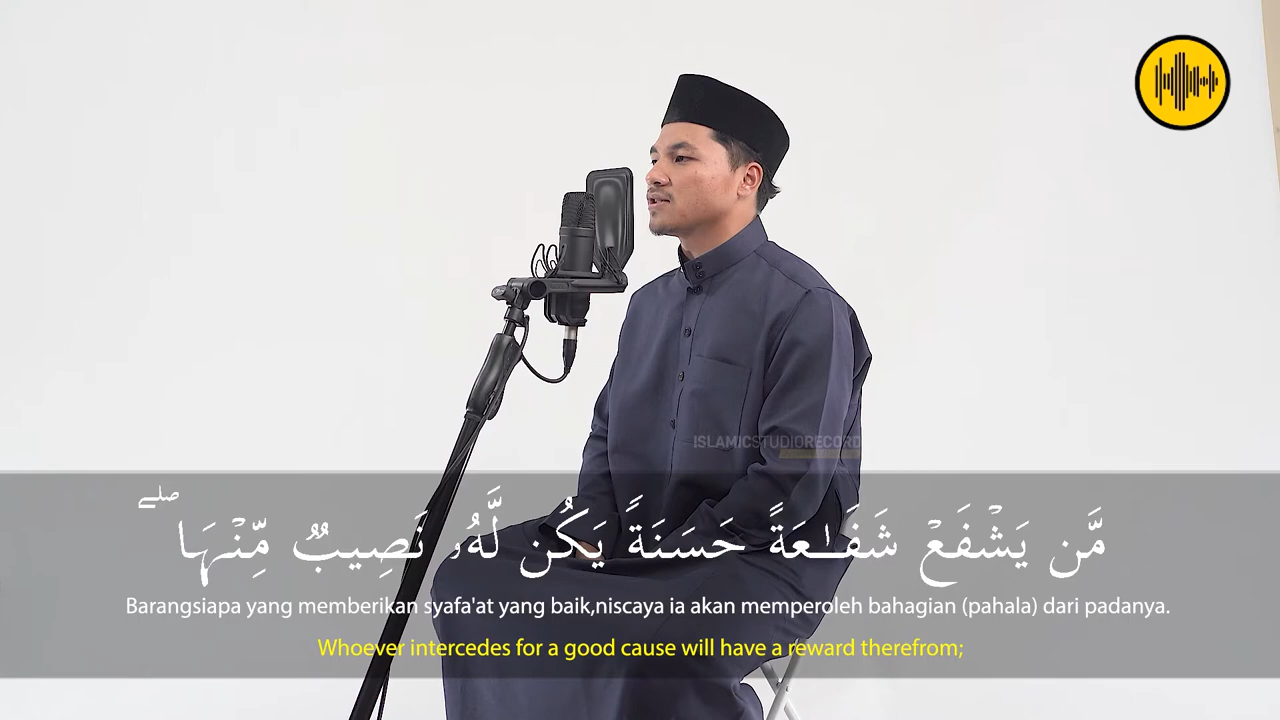 ISLAMICSTUDIORECORD
مَّن يَشْفَعْ شَفَـٰعَةً حَسَنَةً يَكُن لَّهُۥ نَصِيبٌ مِّنْهَا ۖ
Barangsiapa yang memberikan syafa'at yang baik,niscaya ia akan memperoleh bahagian (pahala) dari padanya.
Whoever intercedes for a good cause will have a reward therefrom;